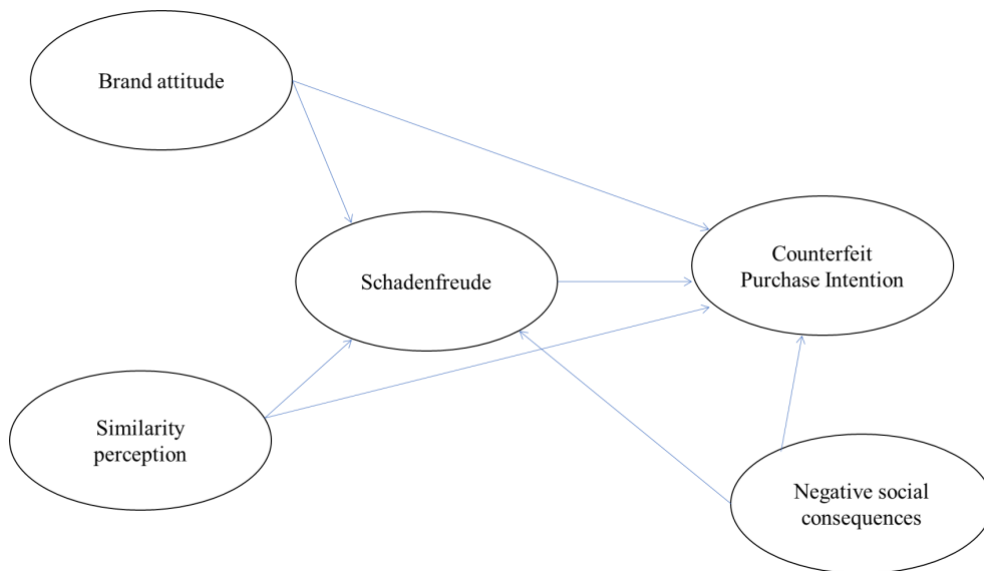 Brand attitude
Schadenfreude
Counterfeit
Purchase Intention
Similarity
perception
Negative social
consequences